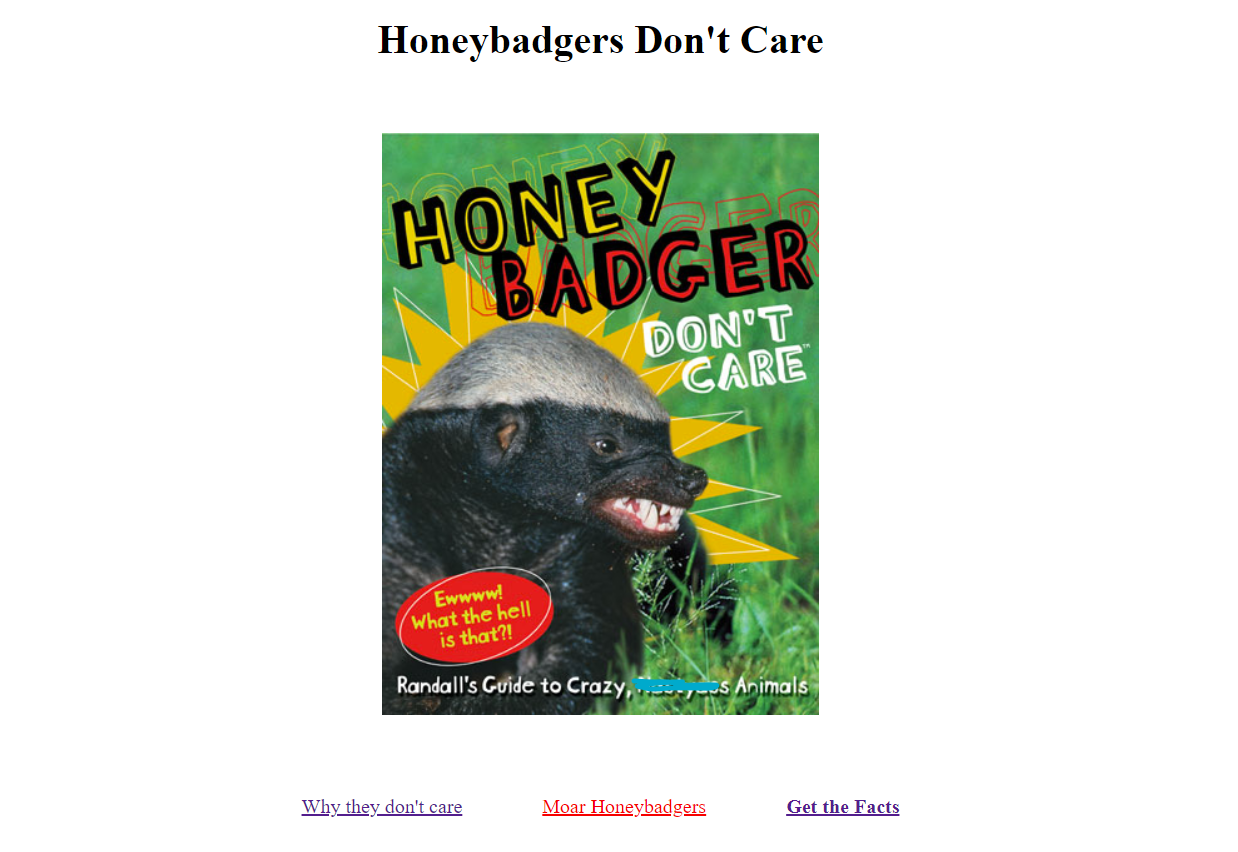 Honeybadgers Don't Care
HONEY
BADGER
DON'T
CARE™
Ewwww!
What the hell
is that?!
Randall's Guide to Crazy, Animals
Why they don't care Moar Honeybadgers Get the Facts